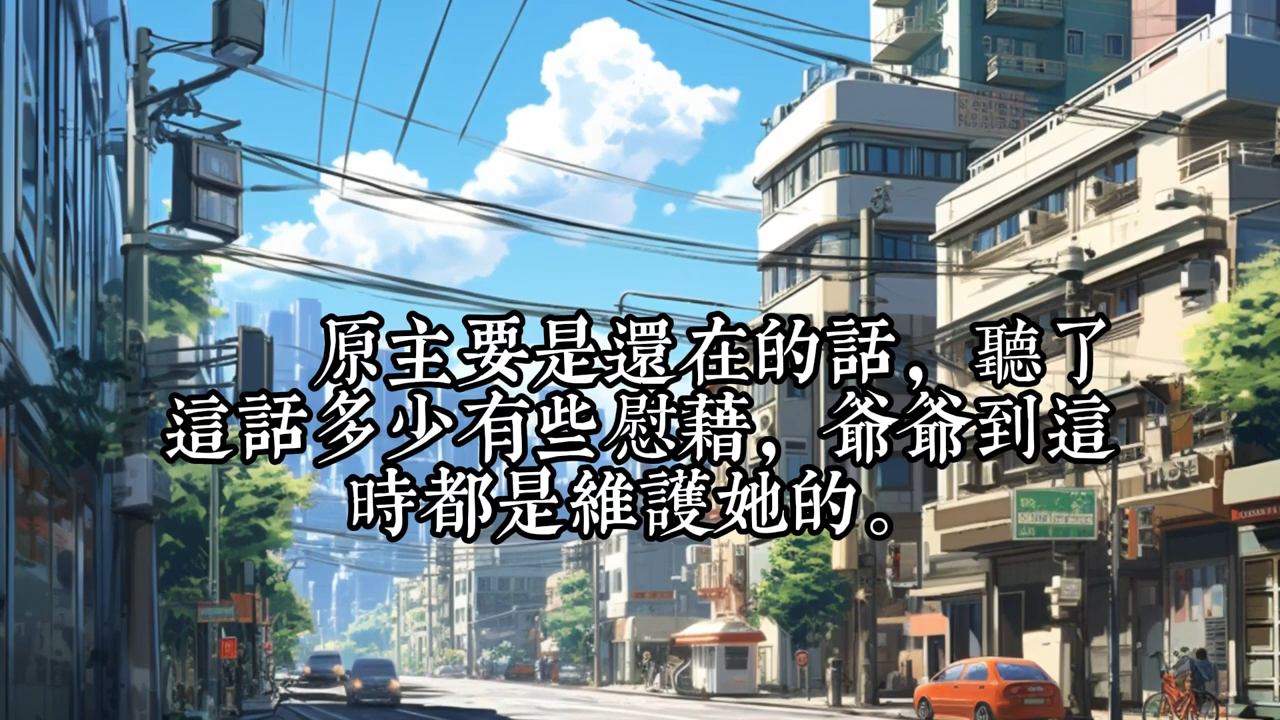 原主要是還在的話，聽了
這話多少有些慰藉，爺爺到這
時都是維護她的。